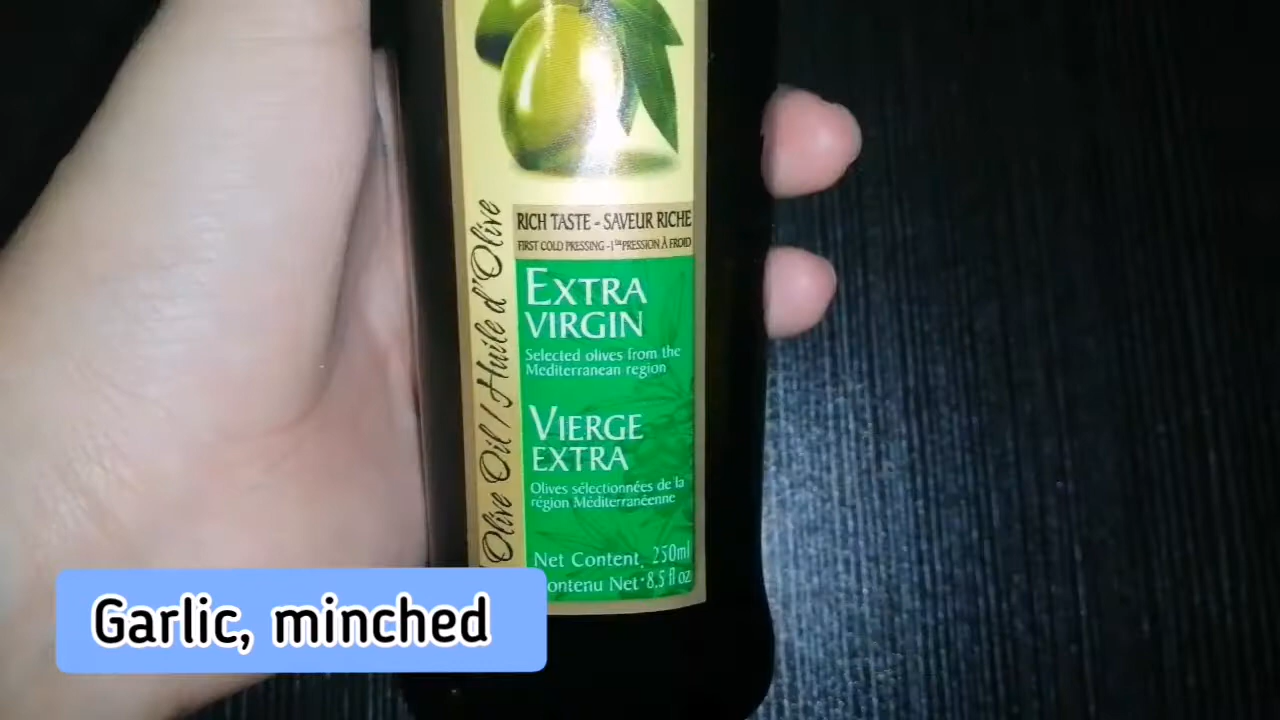 Olive Oil / Huile d'Olive
RICH TASTE - SAVEUR RICHE
FIRST COLD PRESSING - 1ÈRE PRESSION À FROID
EXTRA
VIRGIN
Selected olives from the
Mediterranean region
VIERGE
EXTRA
Olives sélectionnées de la
région Méditerranéenne
Net Content 250ml
ontenu Net 8.5 fl oz
Garlic, minched